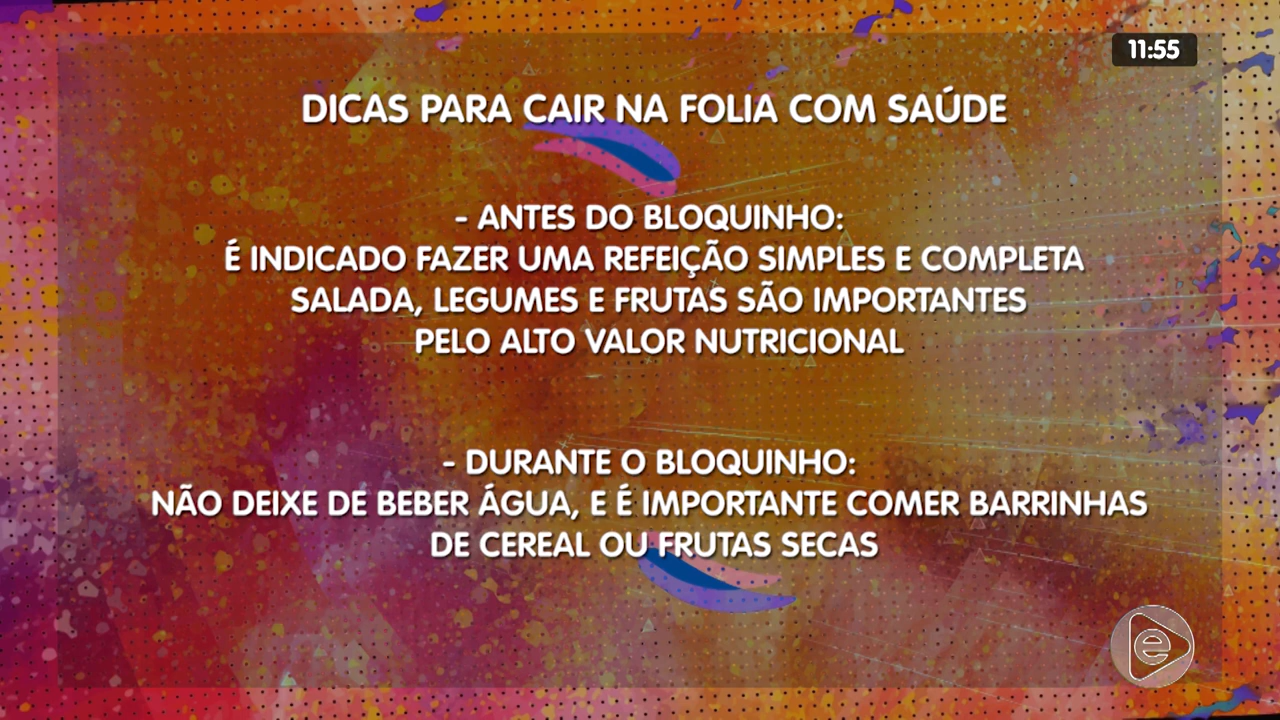 11:55
DICAS PARA CAIR NA FOLIA COM SAÚDE
- ANTES DO BLOQUINHO:
É INDICADO FAZER UMA REFEIÇÃO SIMPLES E COMPLETA
SALADA, LEGUMES E FRUTAS SÃO IMPORTANTES
PELO ALTO VALOR NUTRICIONAL
- DURANTE O BLOQUINHO:
NÃO DEIXE DE BEBER ÁGUA, E É IMPORTANTE COMER BARRINHAS
DE CEREAL OU FRUTAS SECAS
e